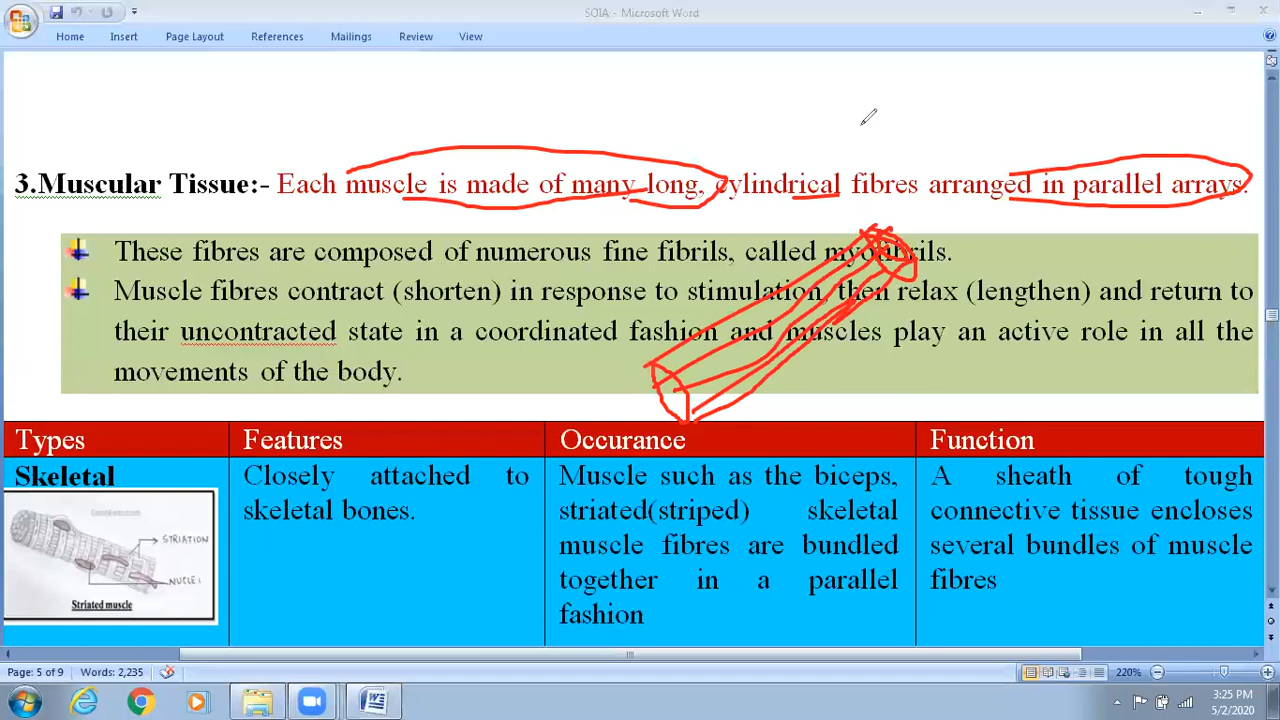 SOIA - Microsoft Word
Home Insert Page Layout References Mailings Review View
3.Muscular Tissue:- Each muscle is made of many long, cylindrical fibres arranged in parallel arrays.
These fibres are composed of numerous fine fibrils, called myofibrils.
Muscle fibres contract (shorten) in response to stimulation, then relax (lengthen) and return to
their uncontracted state in a coordinated fashion and muscles play an active role in all the
movements of the body.
Types Features Occurance Function
Skeletal
STRIATION
NUCLEI
Striated muscle
Closely attached to
skeletal bones.
Muscle such as the biceps,
striated(striped) skeletal
muscle fibres are bundled
together in a parallel
fashion
A sheath of tough
connective tissue encloses
several bundles of muscle
fibres
Page: 5 of 9 Words: 2,235 220%
3:25 PM
5/2/2020